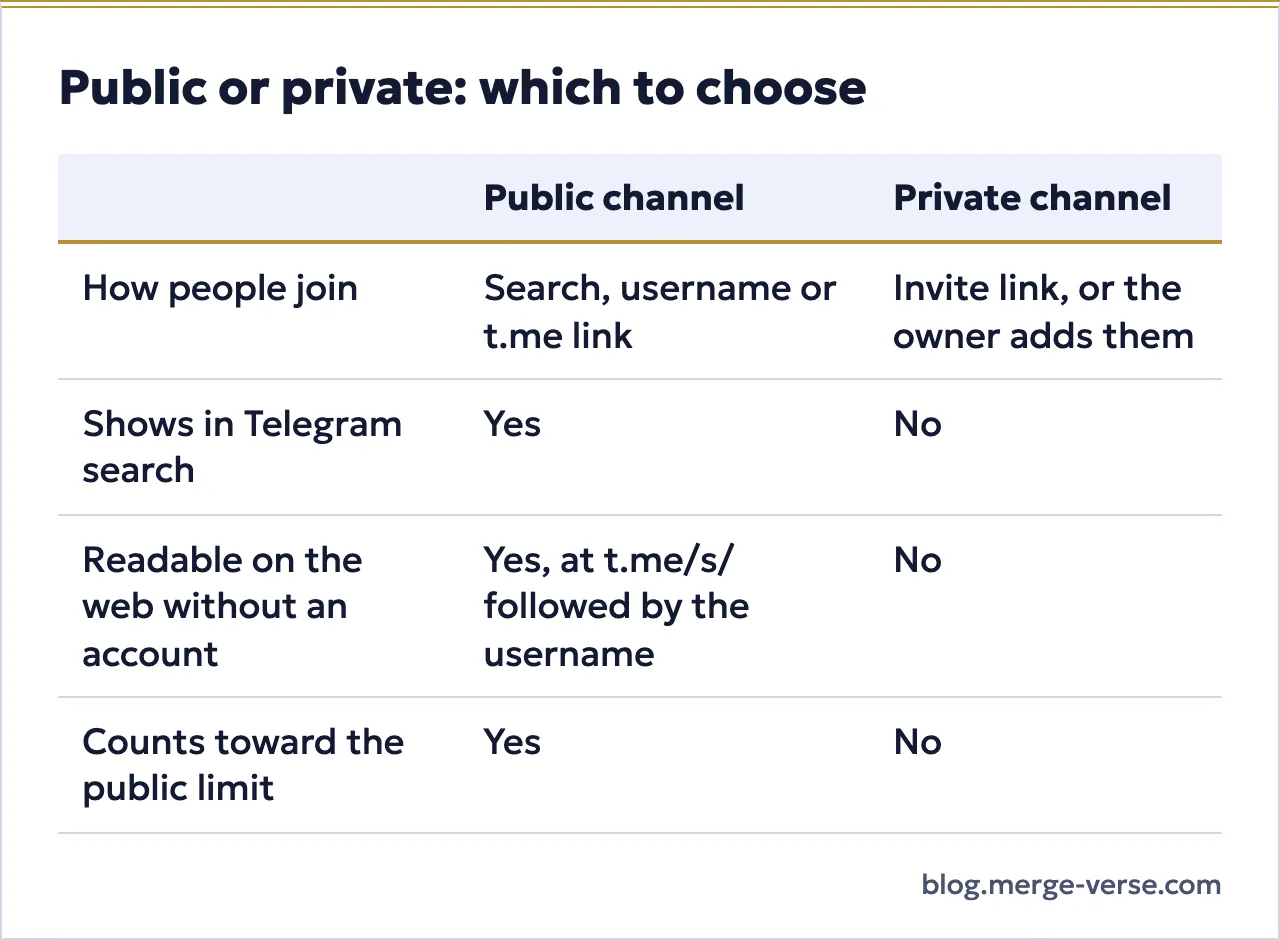 Public or private: which to choose
Public channel Private channel
How people join Search, username or Invite link, or the
t.me link owner adds them
Shows in Telegram Yes No
search
Readable on the Yes, at t.me/s/ No
web without an followed by the
account username
Counts toward the Yes No
public limit
blog.merge-verse.com